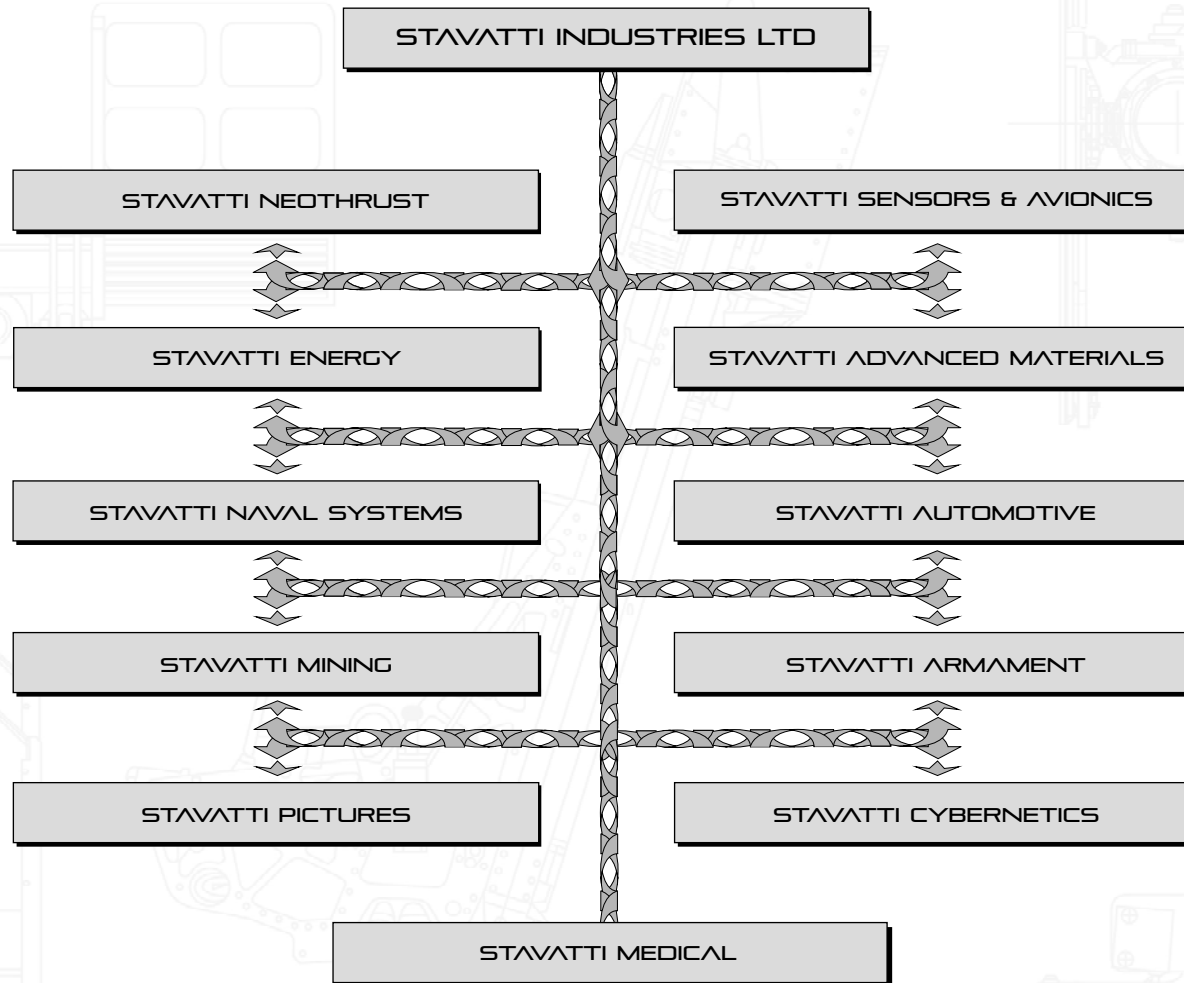 STAVATTI INDUSTRIES LTD
STAVATTI NEOTHRUST
STAVATTI SENSORS & AVIONICS
STAVATTI ENERGY
STAVATTI ADVANCED MATERIALS
STAVATTI NAVAL SYSTEMS
STAVATTI AUTOMOTIVE
STAVATTI MINING
STAVATTI ARMAMENT
STAVATTI PICTURES
STAVATTI CYBERNETICS
STAVATTI MEDICAL